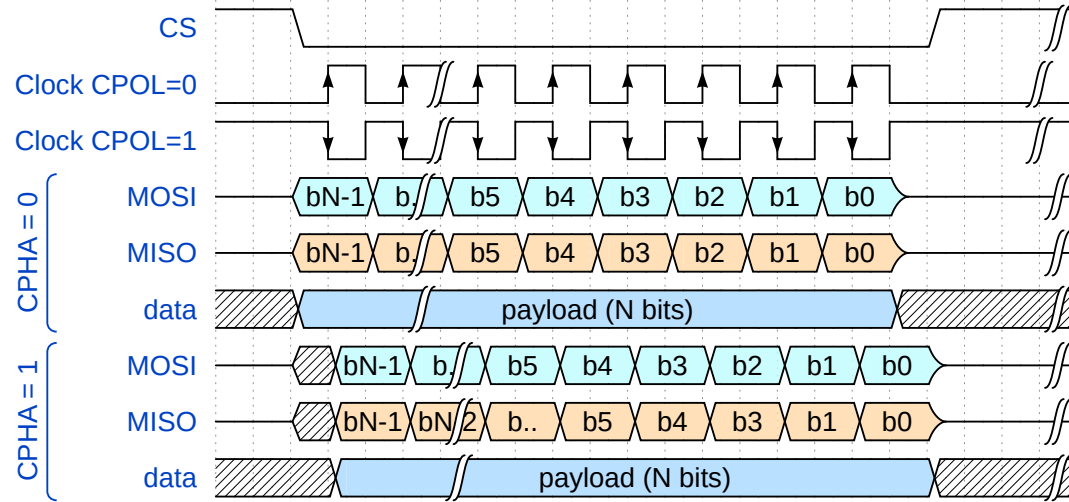 CS
Clock CPOL=0
Clock CPOL=1
CPHA = 0
MOSI bN-1 b. b5 b4 b3 b2 b1 b0
MISO bN-1 b. b5 b4 b3 b2 b1 b0
data payload (N bits)
CPHA = 1
MOSI bN-1 b. b5 b4 b3 b2 b1 b0
MISO bN-1 bN 2 b.. b5 b4 b3 b2 b1 b0
data payload (N bits)